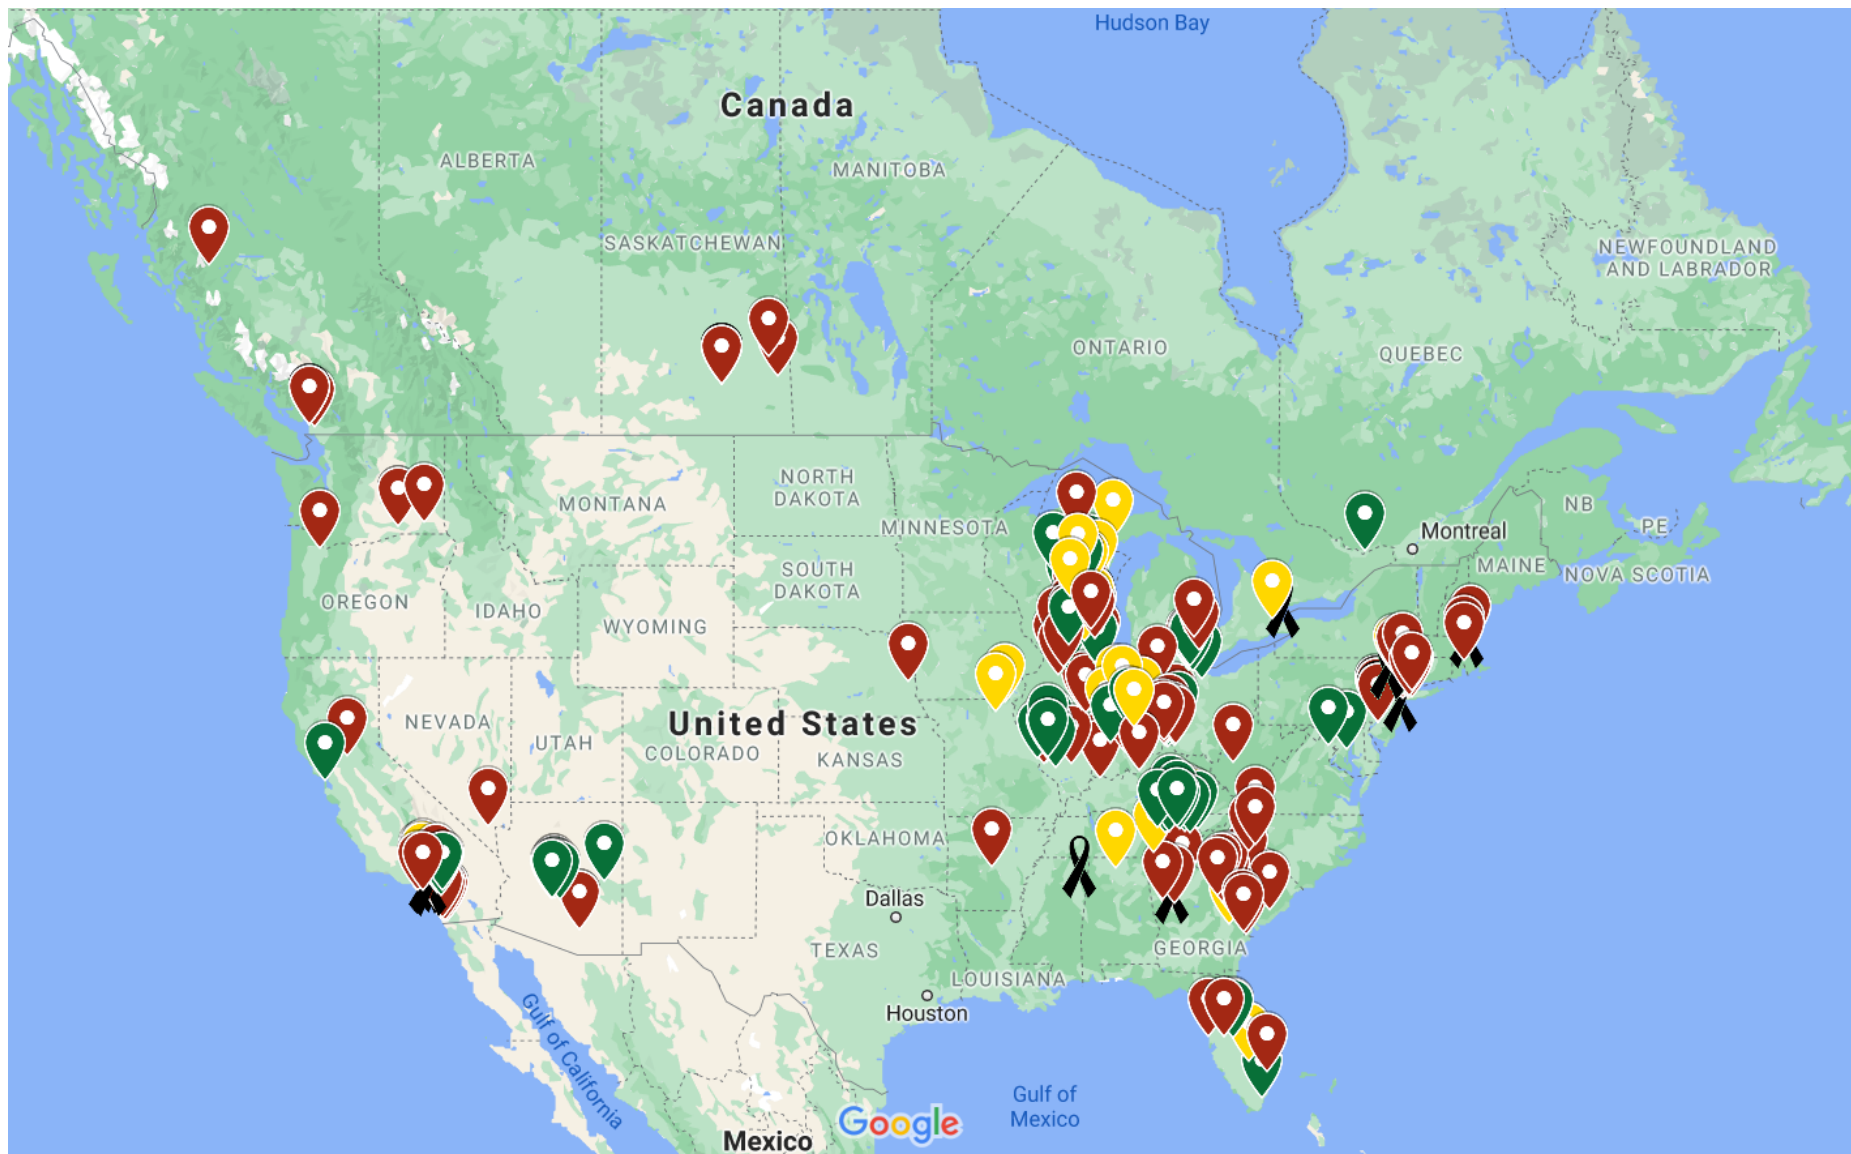 Hudson Bay
Canada
ALBERTA
MANITOBA
SASKATCHEWAN
NEWFOUNDLAND
AND LABRADOR
ONTARIO
QUEBEC
NORTH
DAKOTA
MONTANA
MINNESOTA
NB
PE
Montreal
MAINE
NOVA SCOTIA
SOUTH
DAKOTA
OREGON
IDAHO
WYOMING
NEVADA
United States
UTAH
COLORADO
KANSAS
OKLAHOMA
Dallas
TEXAS
GEORGIA
LOUISIANA
Houston
Gulf of California
Gulf of
Mexico
Google
Mexico